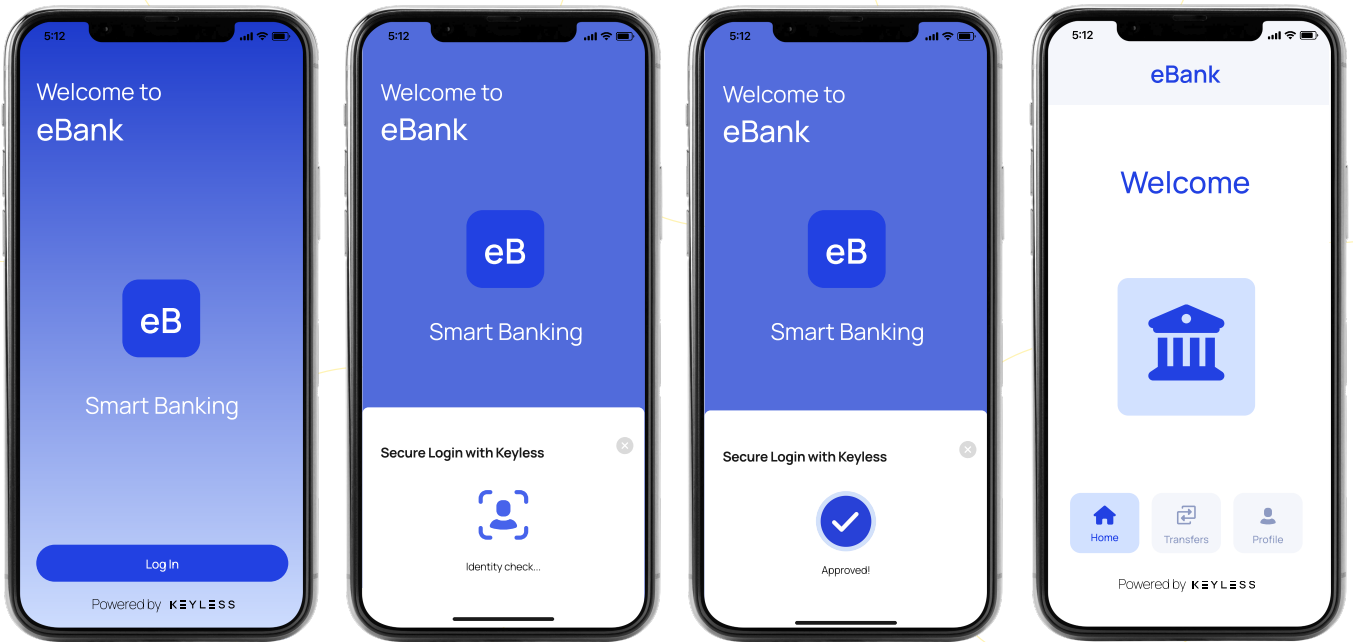 5:12
Welcome to
eBank
eB
Smart Banking
Log In
Powered by KEYLESS
5:12
Welcome to
eBank
eB
Smart Banking
Secure Login with Keyless
Identity check...
5:12
Welcome to
eBank
eB
Smart Banking
Secure Login with Keyless
Approved!
5:12
eBank
Welcome
Home Transfers Profile
Powered by KEYLESS